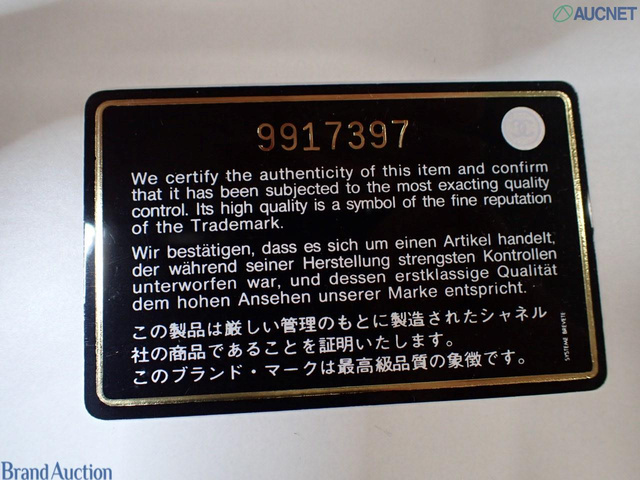 AUCNET
9917397
We certify the authenticity of this item and confirm
that it has been subjected to the most exacting quality
control. Its high quality is a symbol of the fine reputation
of the Trademark.
Wir bestätigen, dass es sich um einen Artikel handelt,
der während seiner Herstellung strengsten Kontrollen
unterworfen war, und dessen erstklassige Qualität
dem hohen Ansehen unserer Marke entspricht.
この製品は厳しい管理のもとに製造されたシャネル
社の商品であることを証明いたします。
このブランド・マークは最高級品質の象徴です。
SYSTEME BREVETE
Brand Auction